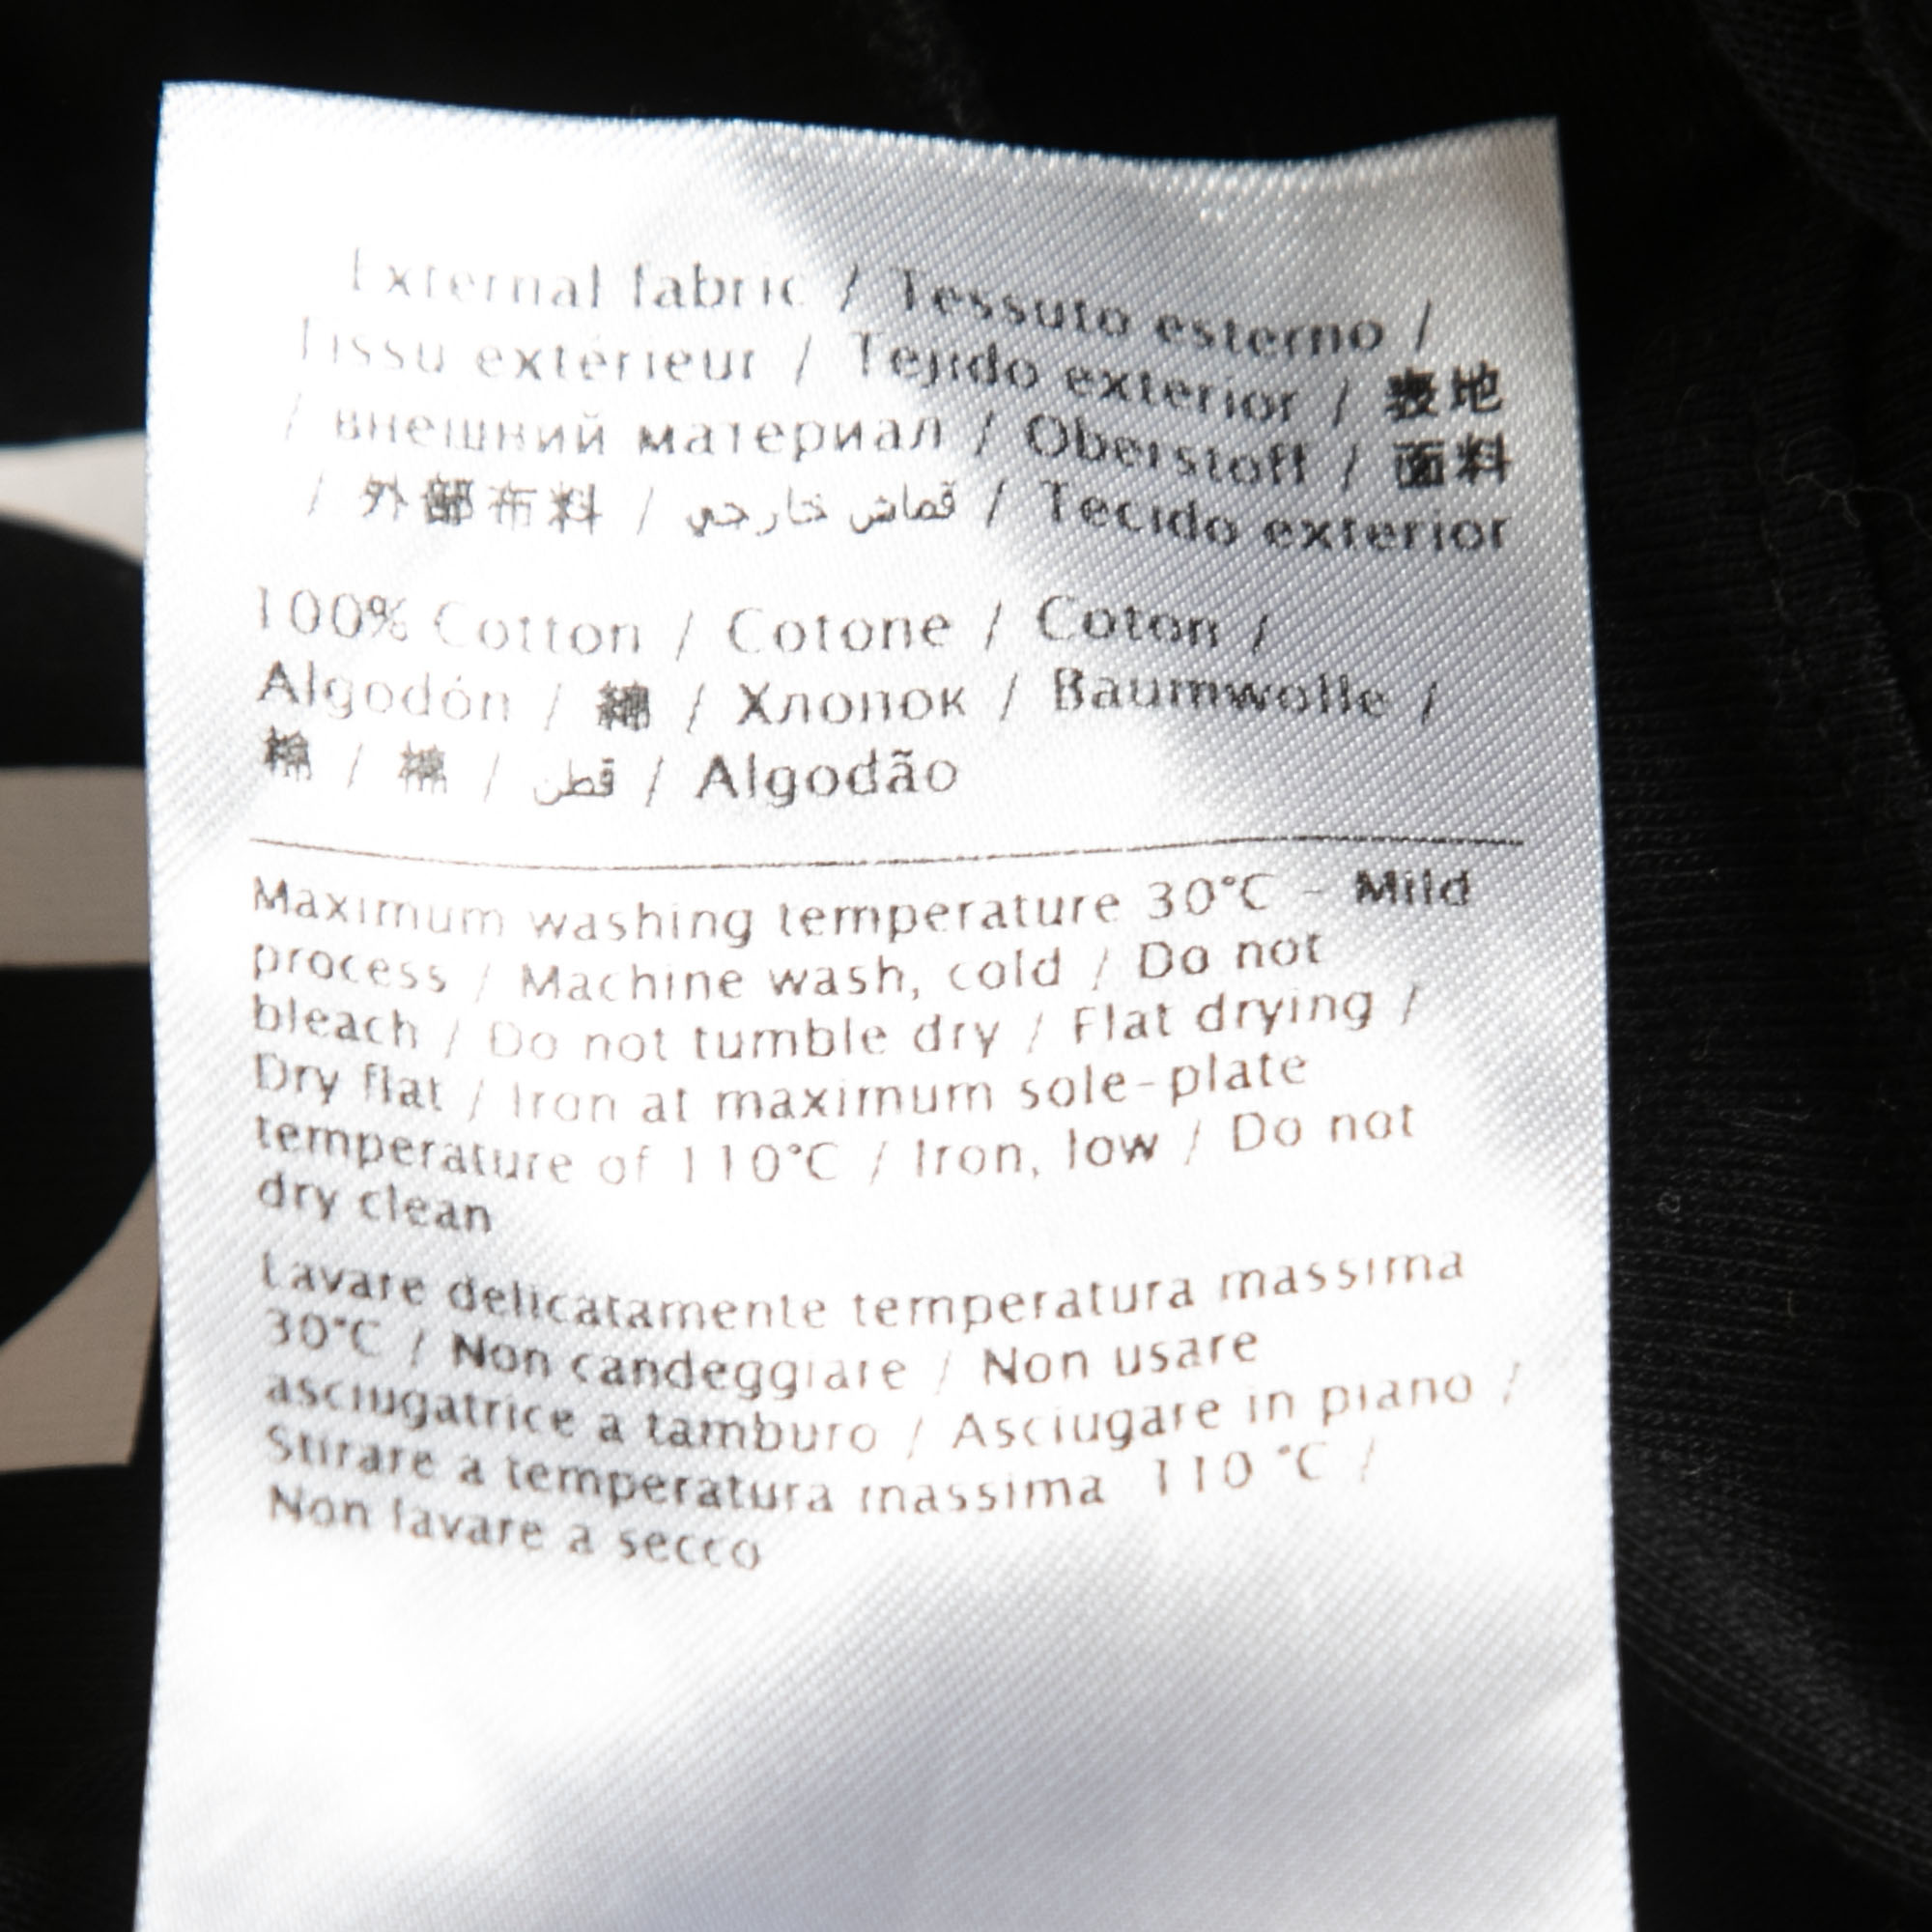 External fabric / Tessuto esterno /
Tissu extérieur / Tejido exterior / 表地
/ внешний материал / Oberstoff / 面料
/ 外部布料 / قماش خارجي / Tecido exterior
100% Cotton / Cotone / Coton /
Algodón / 綿 / Хлопок / Baumwolle /
棉 / 棉 / قطن / Algodão
Maximum washing temperature 30°C - Mild
process / Machine wash, cold / Do not
bleach / Do not tumble dry / Flat drying /
Dry flat / Iron at maximum sole-plate
temperature of 110°C / Iron, low / Do not
dry clean
Lavare delicatamente temperatura massima
30°C / Non candeggiare / Non usare
asciugatrice a tamburo / Asciugare in piano /
Stirare a temperatura massima 110 °C /
Non lavare a secco